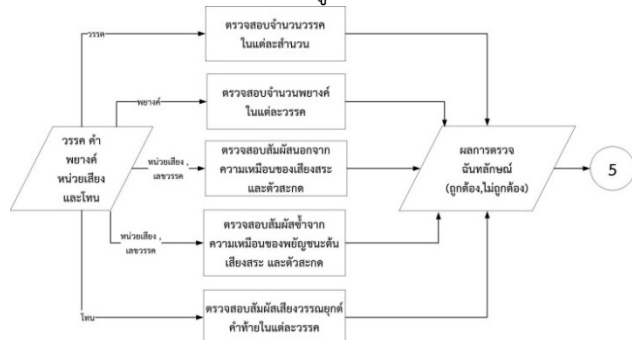 วรรค
ตรวจสอบจำนวนวรรค
ในแต่ละสำนวน
พยางค์
ตรวจสอบจำนวนพยางค์
ในแต่ละวรรค
วรรค คำ
พยางค์
หน่วยเสียง
และโทน
หน่วยเสียง ,
เลขวรรค
ตรวจสอบสัมผัสนอกจาก
ความเหมือนของเสียงสระ
และตัวสะกด
ผลการตรวจ
ฉันทลักษณ์
(ถูกต้อง,ไม่ถูกต้อง)
5
หน่วยเสียง ,
เลขวรรค
ตรวจสอบสัมผัสซ้ำจาก
ความเหมือนของพยัญชนะต้น
เสียงสระ และตัวสะกด
โทน
ตรวจสอบสัมผัสเสียงวรรณยุกต์
คำท้ายในแต่ละวรรค